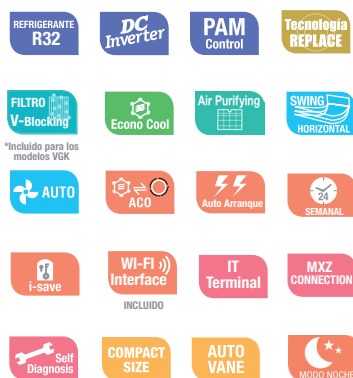 REFRIGERANTE
R32
DC
Inverter
PAM
Control
Tecnología
REPLACE
FILTRO
V-Blocking
*Incluido para los
modelos VGK
Econo Cool
Air Purifying
SWING
HORIZONTAL
AUTO
ACO
Auto Arranque
24
SEMANAL
i-save
WI-FI
Interface
INCLUIDO
IT
Terminal
MXZ
CONNECTION
Self
Diagnosis
COMPACT
SIZE
AUTO
VANE
MODO NOCHE